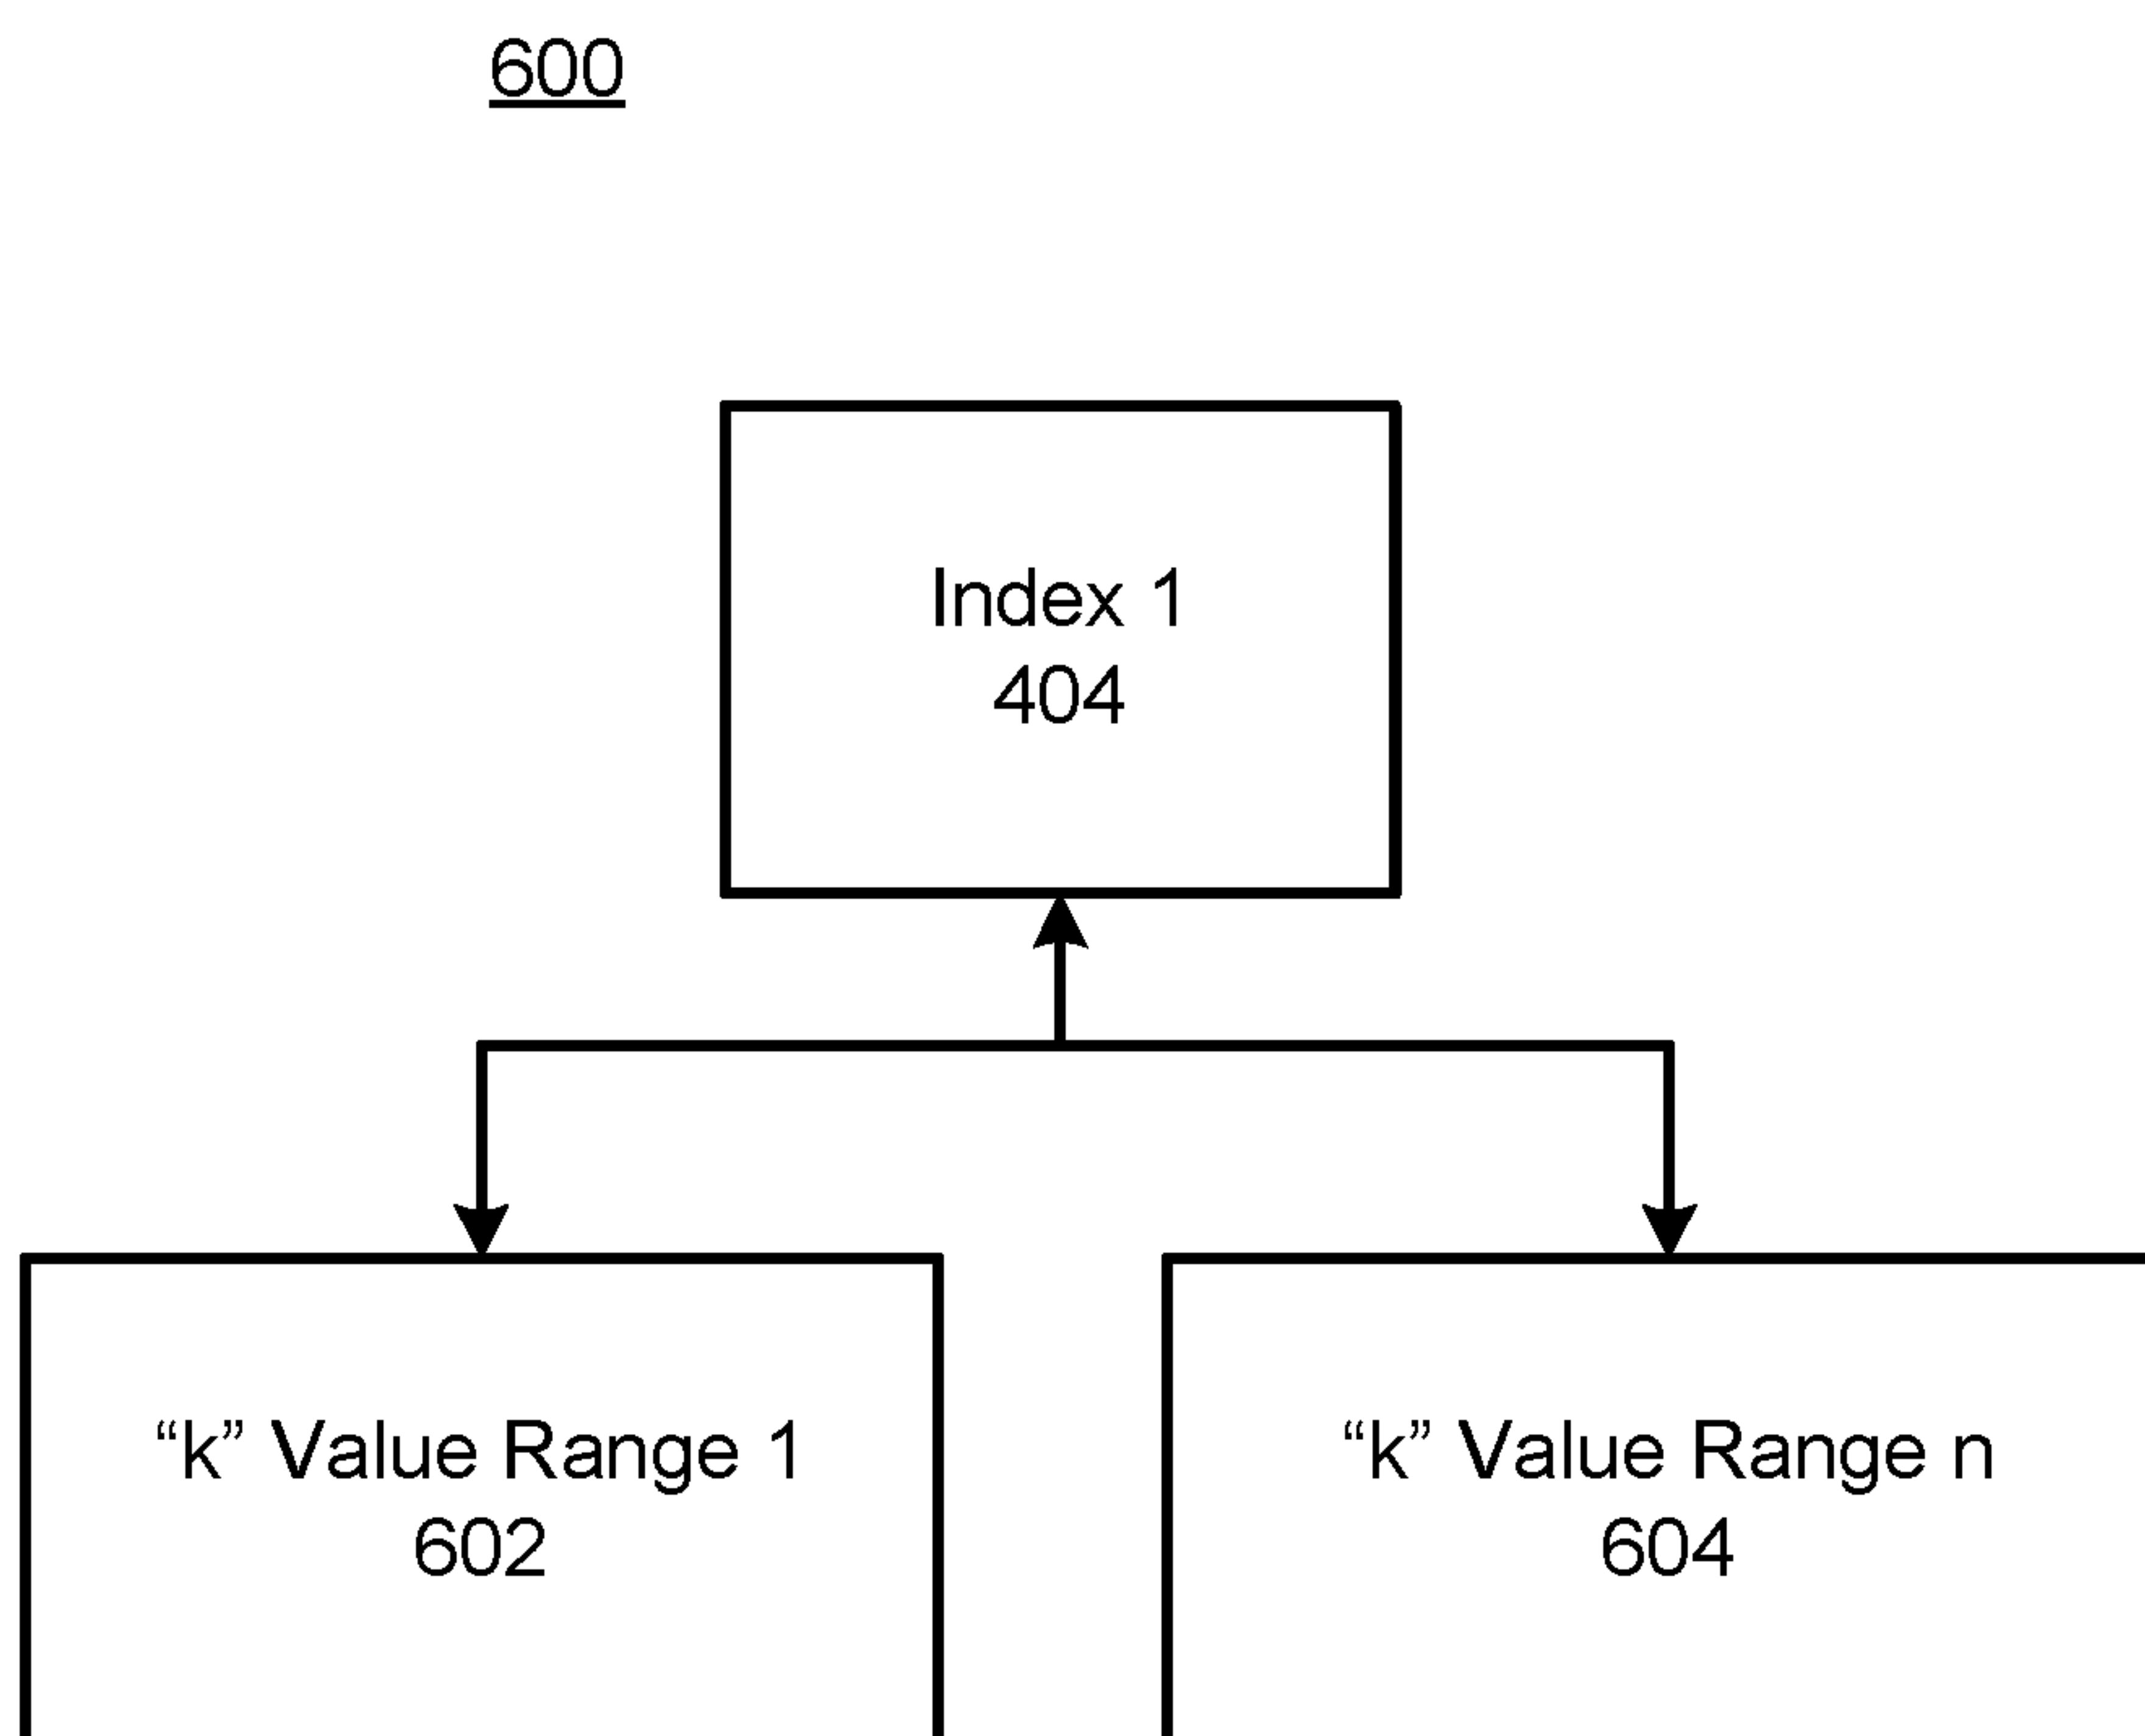 600
Index 1
404
“k” Value Range 1
602
“k” Value Range n
604